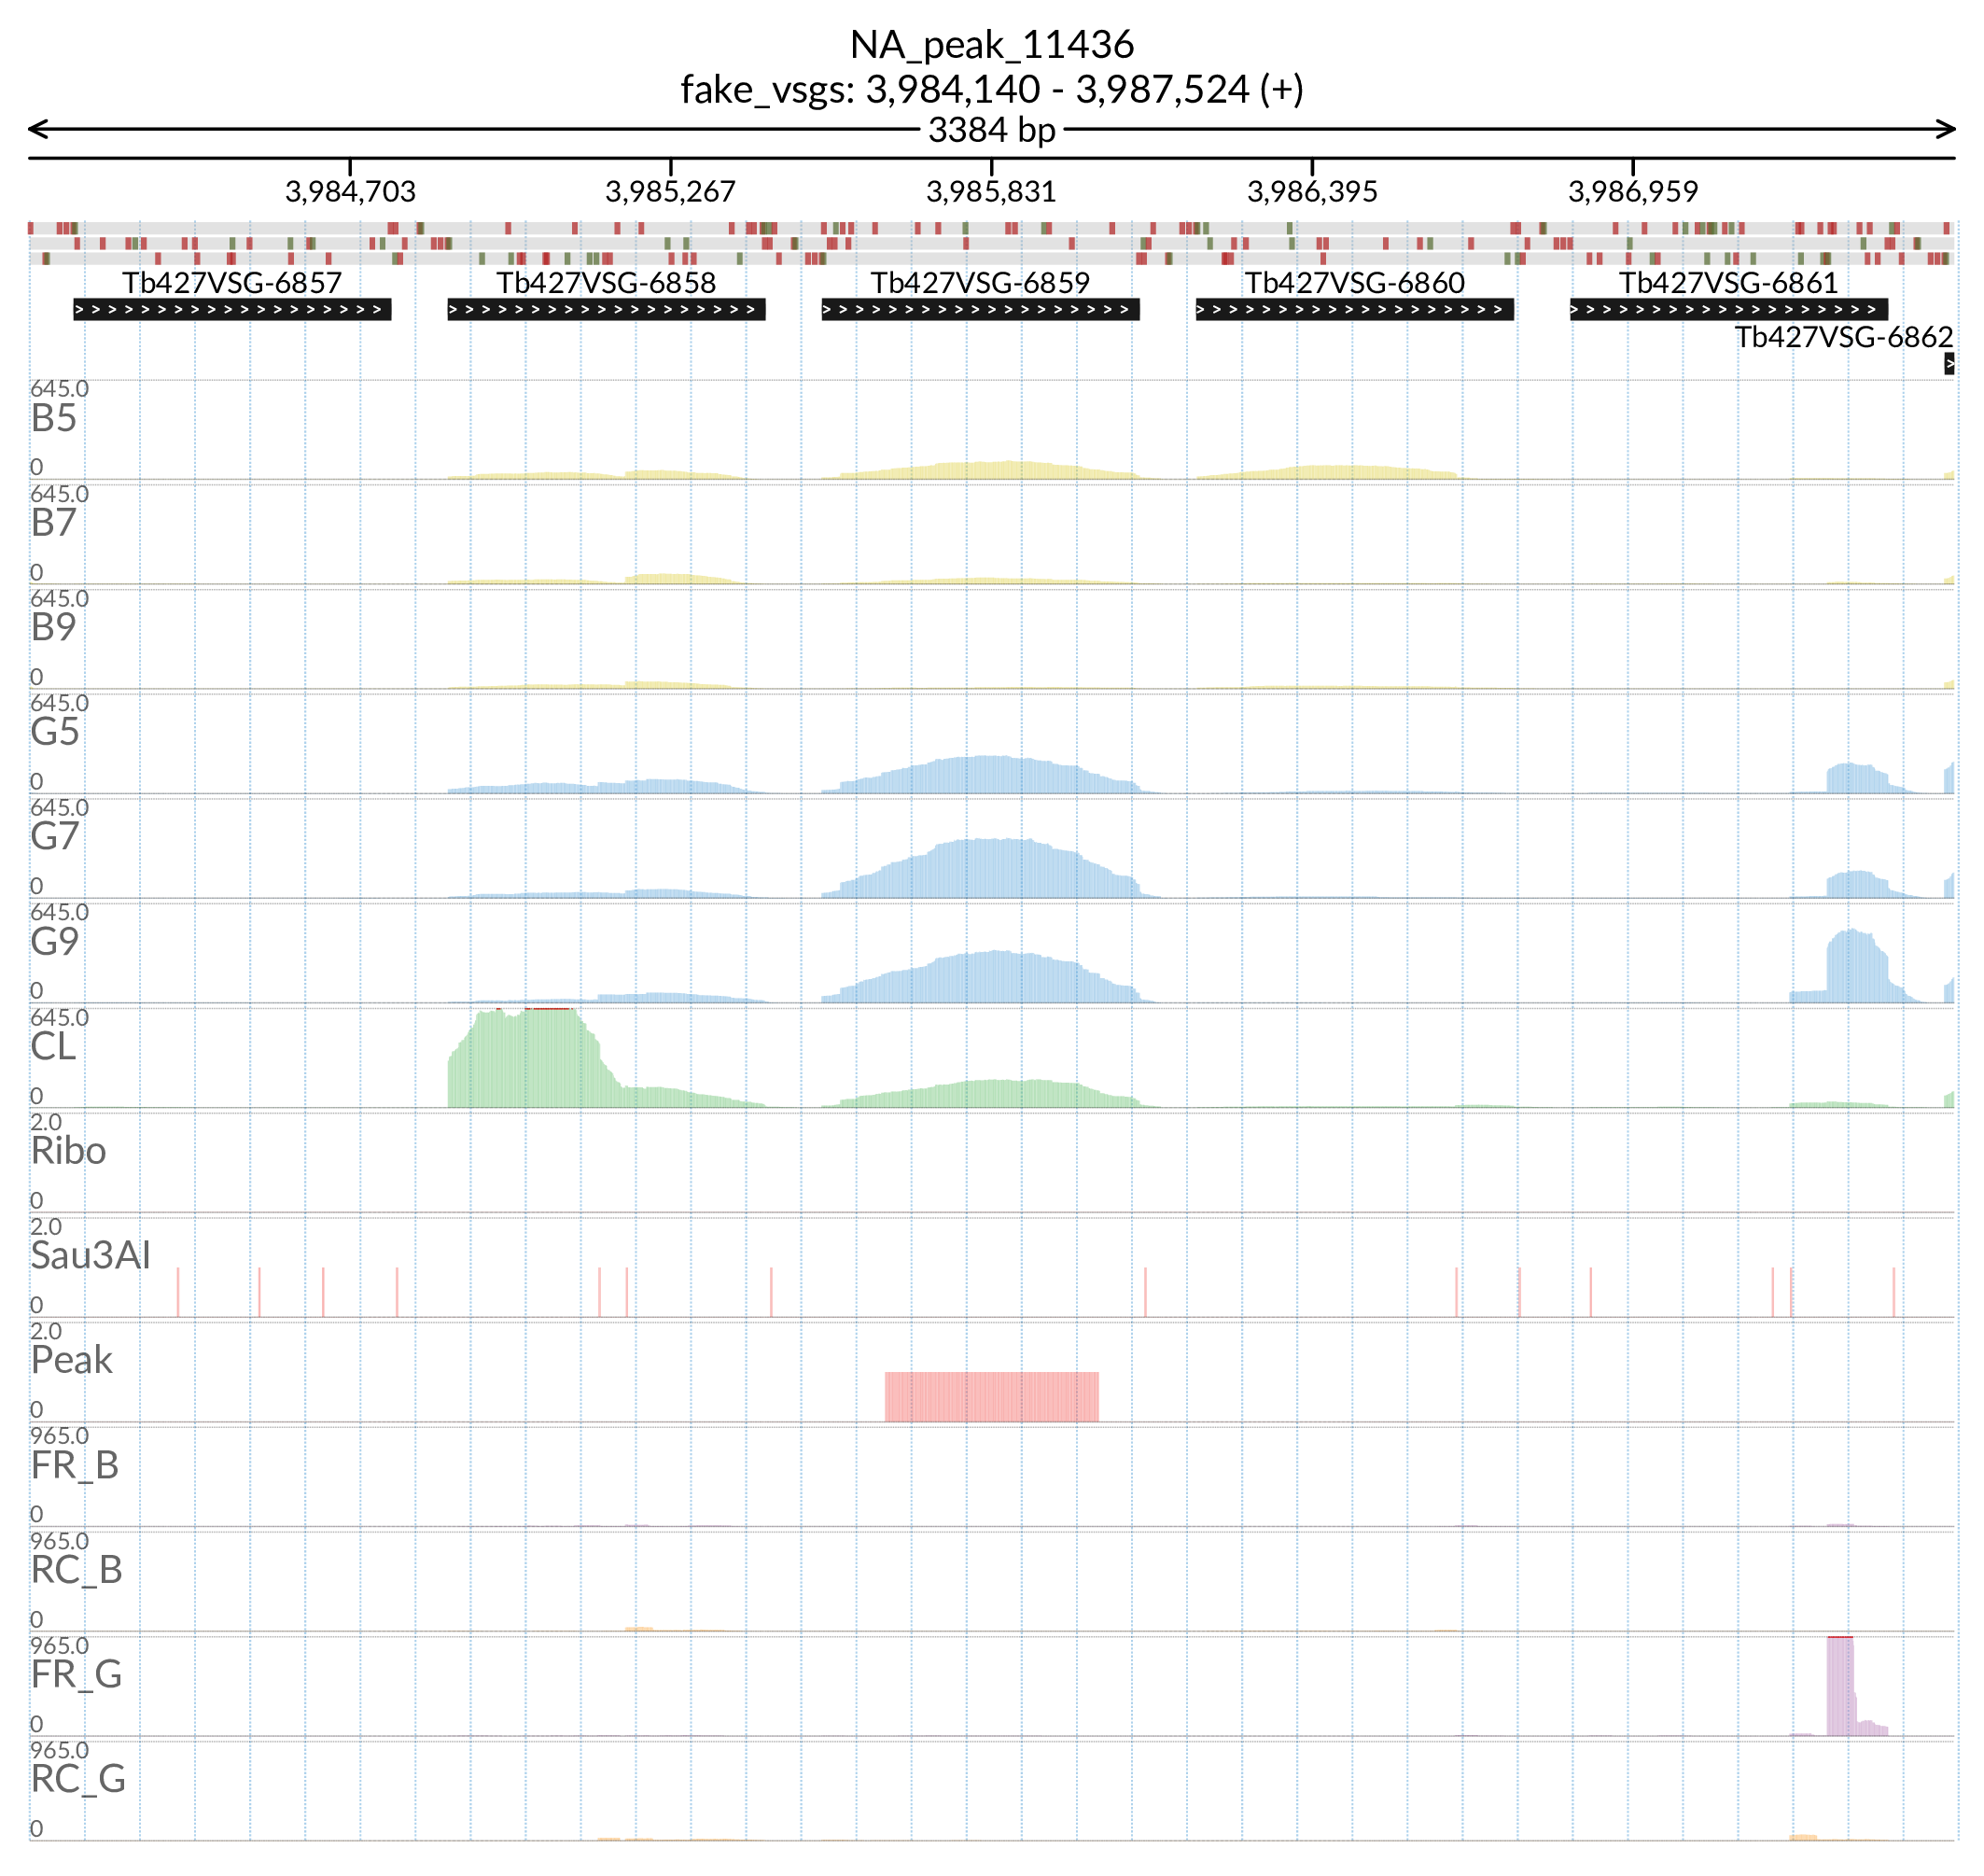 NA_peak_11436
fake_vsgs: 3,984,140 - 3,987,524 (+)
3384 bp
3,984,703 3,985,267 3,985,831 3,986,395 3,986,959
Tb427VSG-6857 Tb427VSG-6858 Tb427VSG-6859 Tb427VSG-6860 Tb427VSG-6861
Tb427VSG-6862
645.0
B5
0
645.0
B7
0
645.0
B9
0
645.0
G5
0
645.0
G7
0
645.0
G9
0
645.0
CL
0
2.0
Ribo
0
2.0
Sau3AI
0
2.0
Peak
0
965.0
FR_B
0
965.0
RC_B
0
965.0
FR_G
0
965.0
RC_G
0